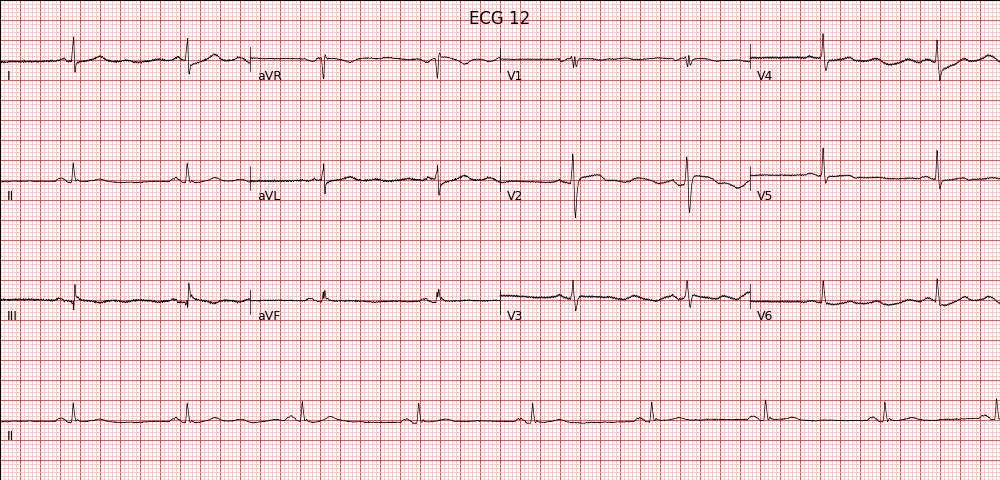 ECG 12
I aVR V1 V4
II aVL V2 V5
III aVF V3 V6
II